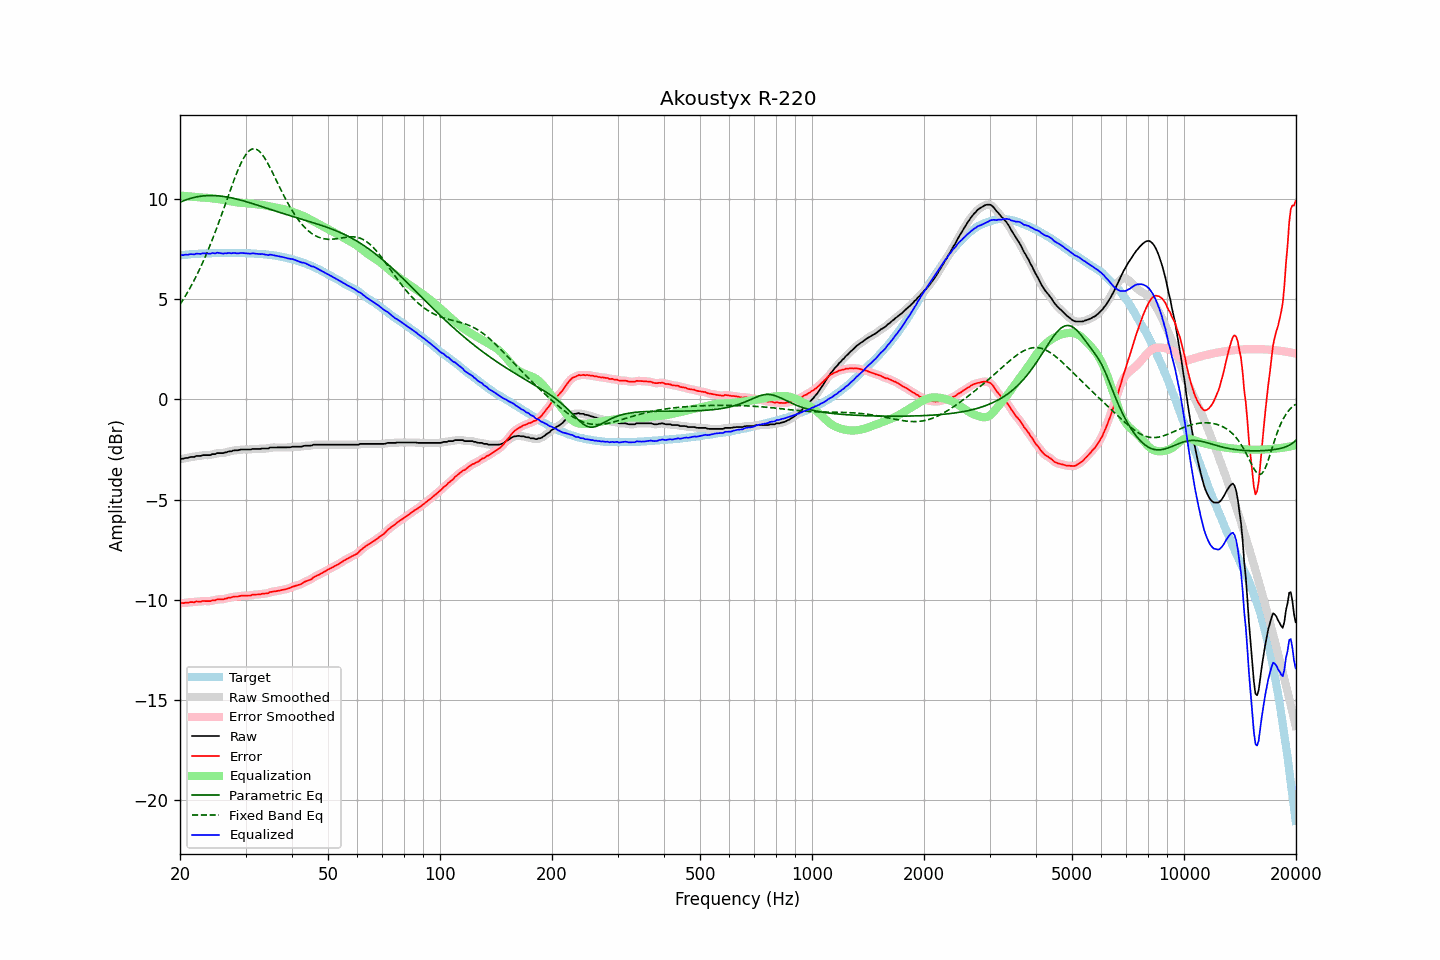 Akoustyx R-220
Amplitude (dBr)
10
5
0
−5
−10
−15
−20
Target
Raw Smoothed
Error Smoothed
Raw
Error
Equalization
Parametric Eq
Fixed Band Eq
Equalized
20 50 100 200 500 1000 2000 5000 10000 20000
Frequency (Hz)